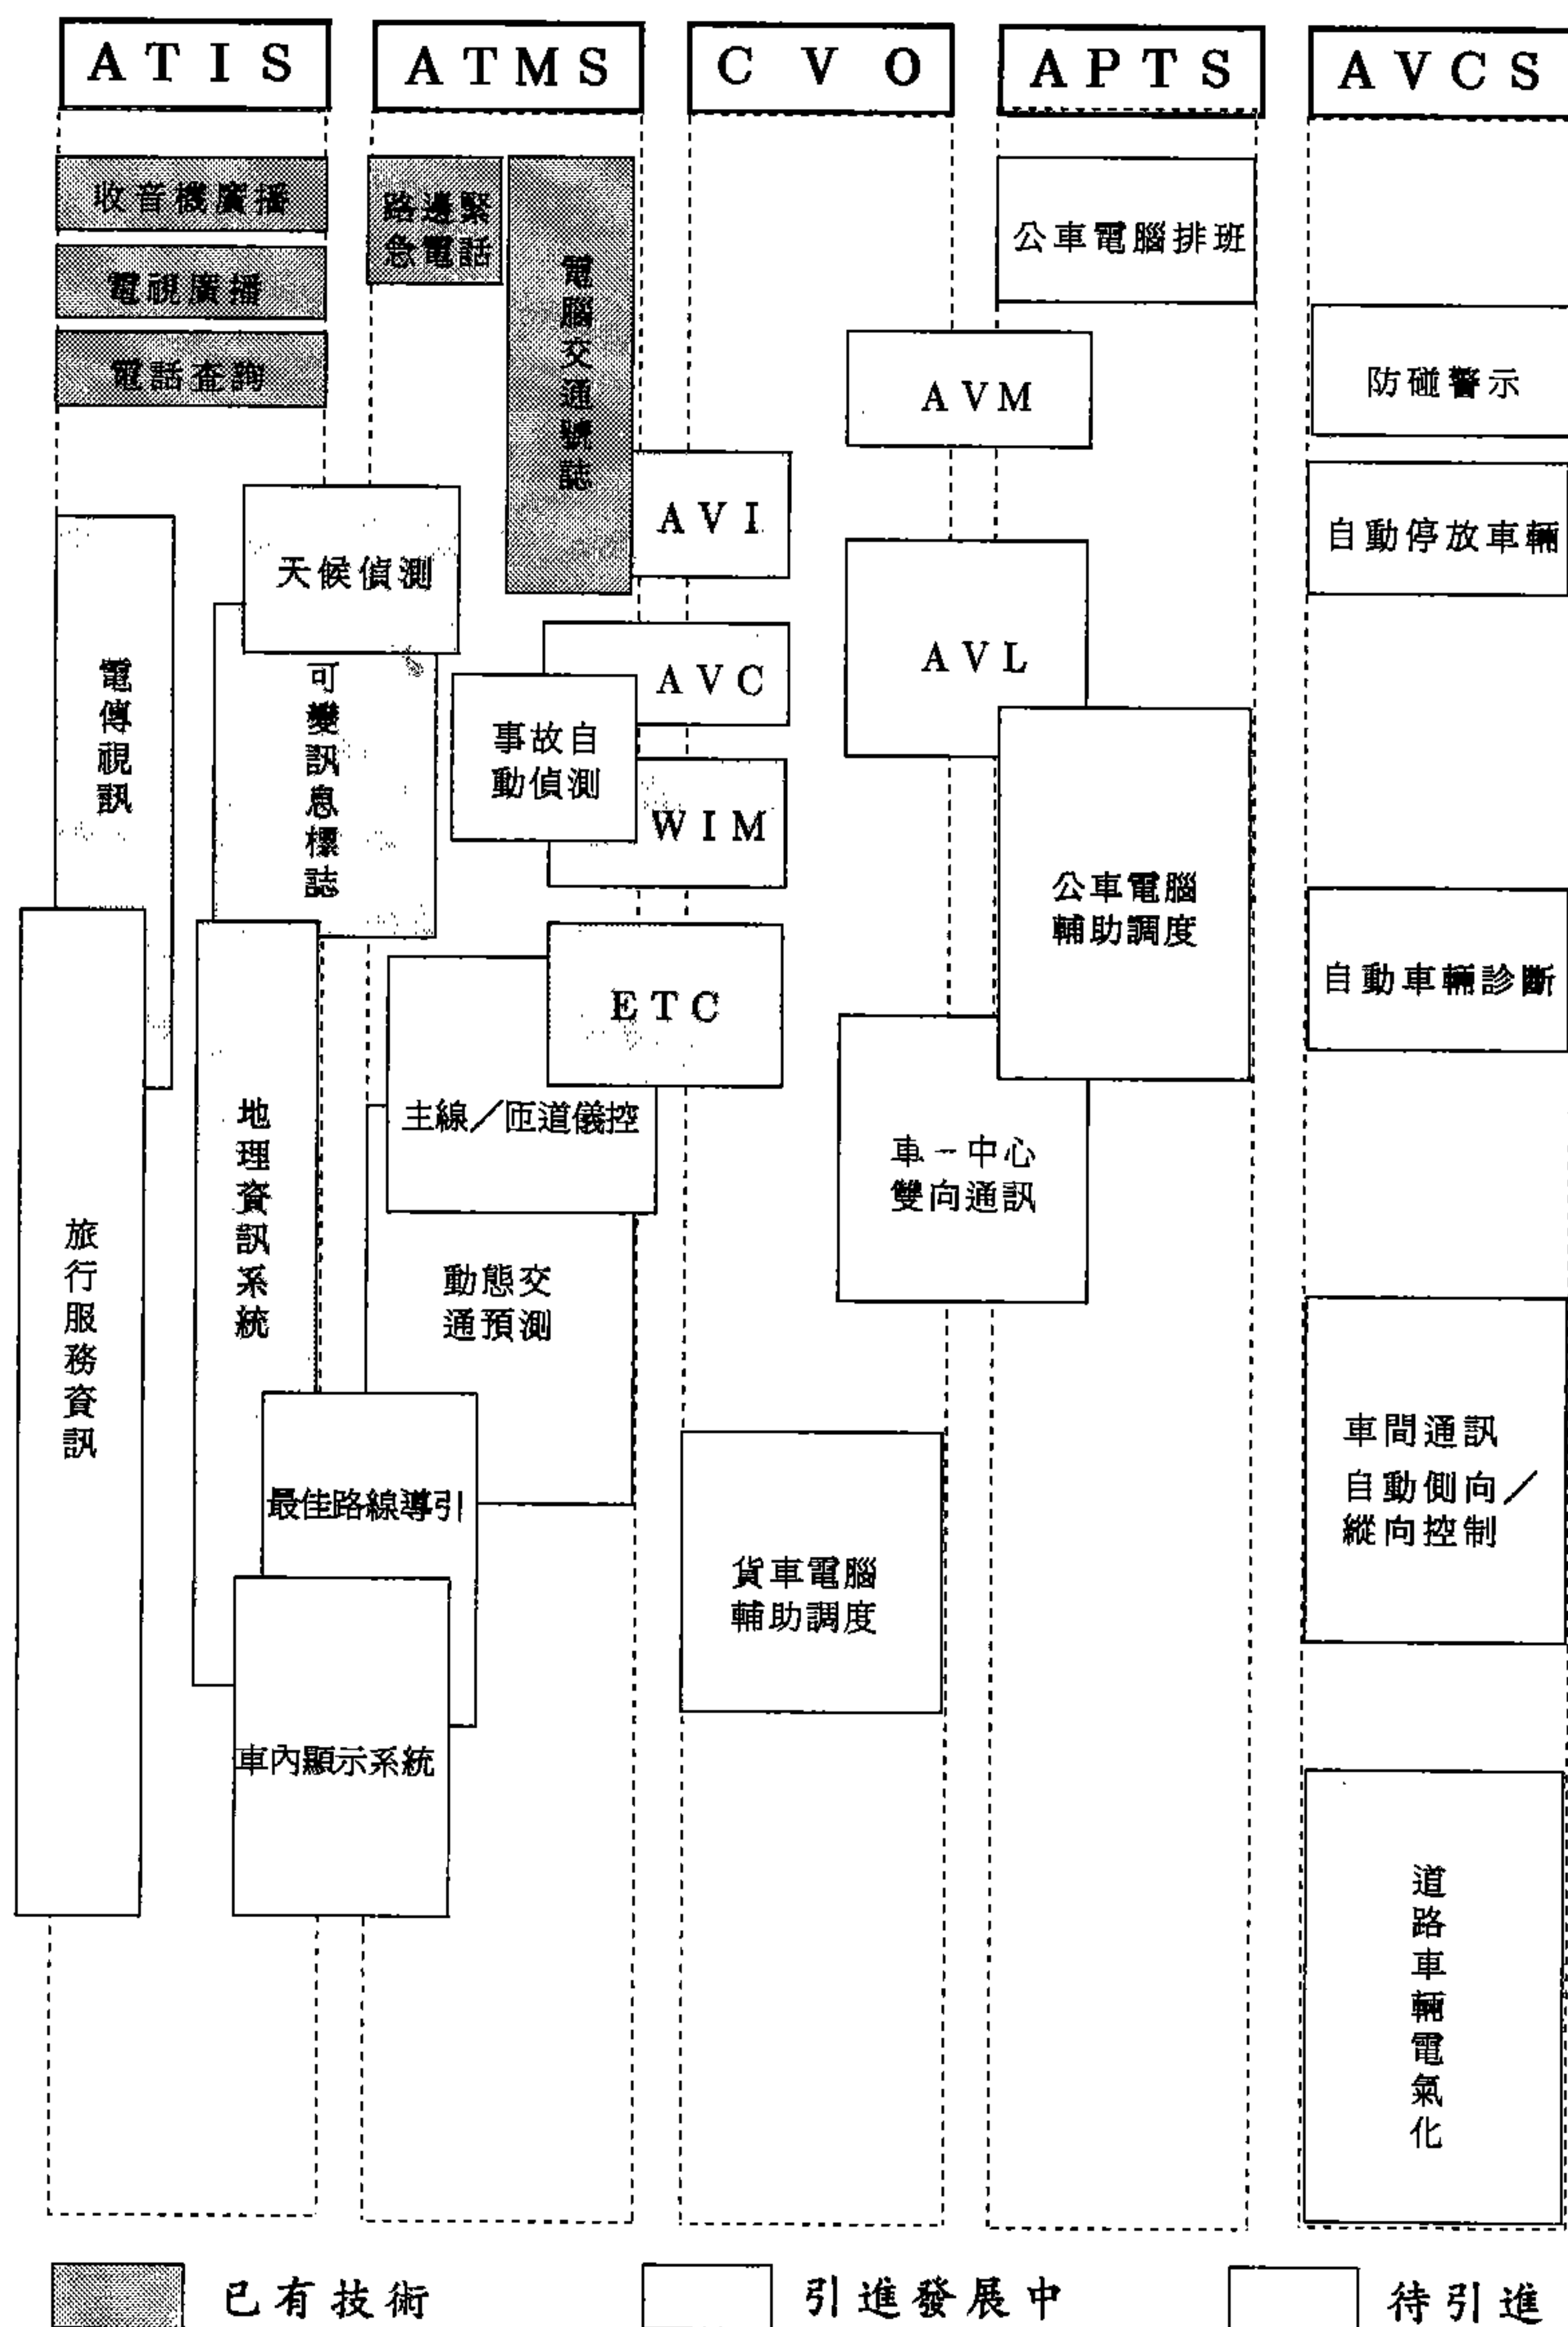 ATIS
ATMS
CVO
APTS
AVCS
收音機廣播
電視廣播
電話查詢
路邊緊
急電話
電腦交通號誌
公車電腦排班
防碰警示
AVM
AVI
自動停放車輛
天候偵測
電傳視訊
可變訊息標誌
AVC
AVL
事故自
動偵測
WIM
公車電腦
輔助調度
自動車輛診斷
ETC
主線／匝道儀控
車－中心
雙向通訊
地理資訊系統
旅行服務資訊
動態交
通預測
車間通訊
自動側向／
縱向控制
最佳路線導引
貨車電腦
輔助調度
車內顯示系統
道路車輛電氣化
已有技術
引進發展中
待引進